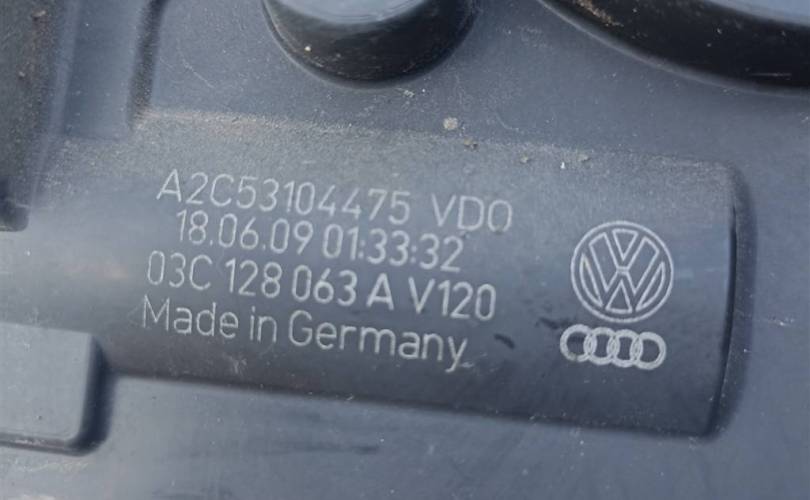 A2C53104475 VDO
18.06.09 01:33:32
03C 128 063 A V120
Made in Germany